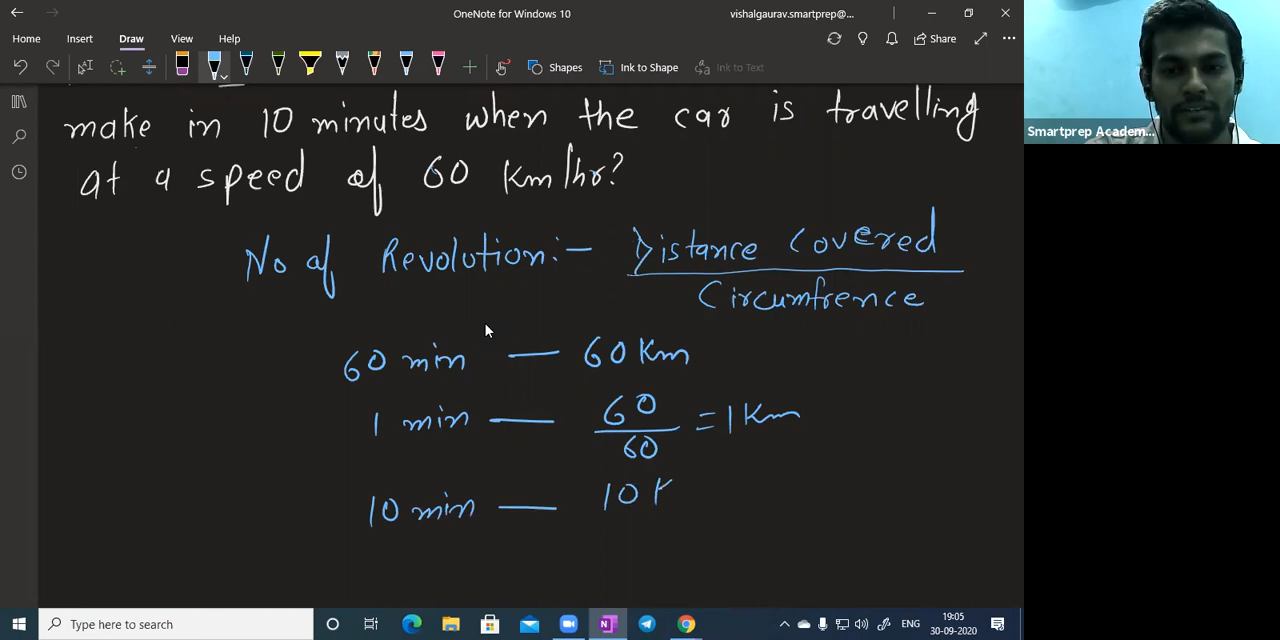 OneNote for Windows 10
vishalgaurav.smartprep@...
Home Insert Draw View Help
Share
Shapes
Ink to Shape
Ink to Text
make in 10 minutes when the car is travelling
at a speed of 60 Km/hr?
No of Revolution:- Distance Covered
Circumfrence
60 min — 60 Km
1 min — 60
60
= 1 Km
10 min — 10 K
Smartprep Academ...
Type here to search
ENG
19:05
30-09-2020